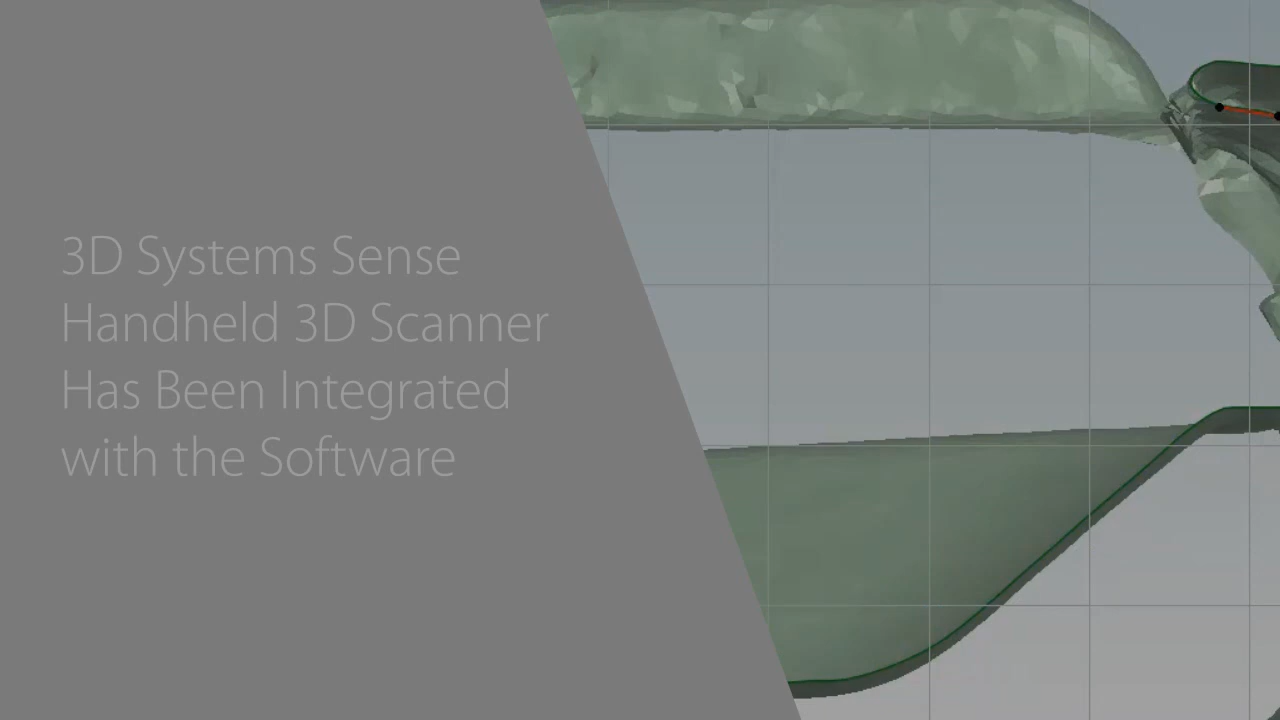 3D Systems Sense
Handheld 3D Scanner
Has Been Integrated
with the Software